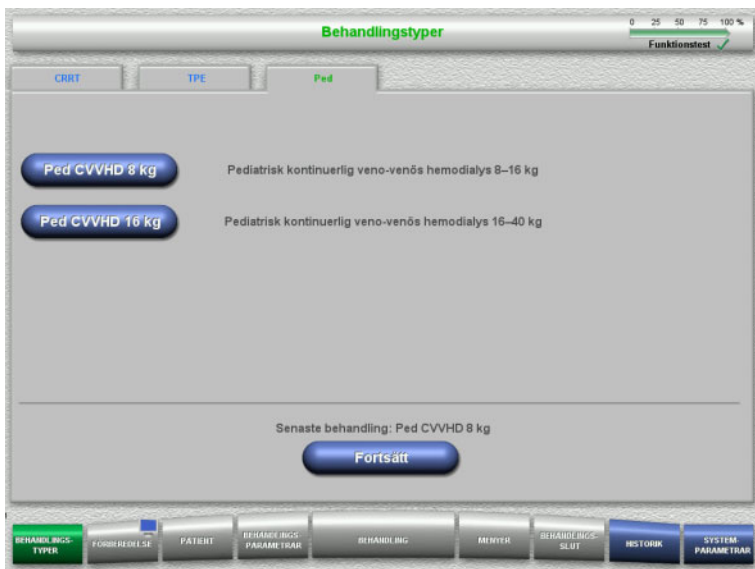 Behandlingstyper
0 25 50 75 100 %
Funktionstest
CRRT TPE Ped
Ped CVVHD 8 kg Pediatrisk kontinuerlig veno-venös hemodialys 8–16 kg
Ped CVVHD 16 kg Pediatrisk kontinuerlig veno-venös hemodialys 16–40 kg
Senaste behandling: Ped CVVHD 8 kg
Fortsätt
BEHANDLINGS-
TYPER
FÖRBEREDELSE
PATIENT
BEHANDLINGS-
PARAMETRAR
BEHANDLING
MENYER
BEHANDLINGS-
SLUT
HISTORIK
SYSTEM-
PARAMETRAR